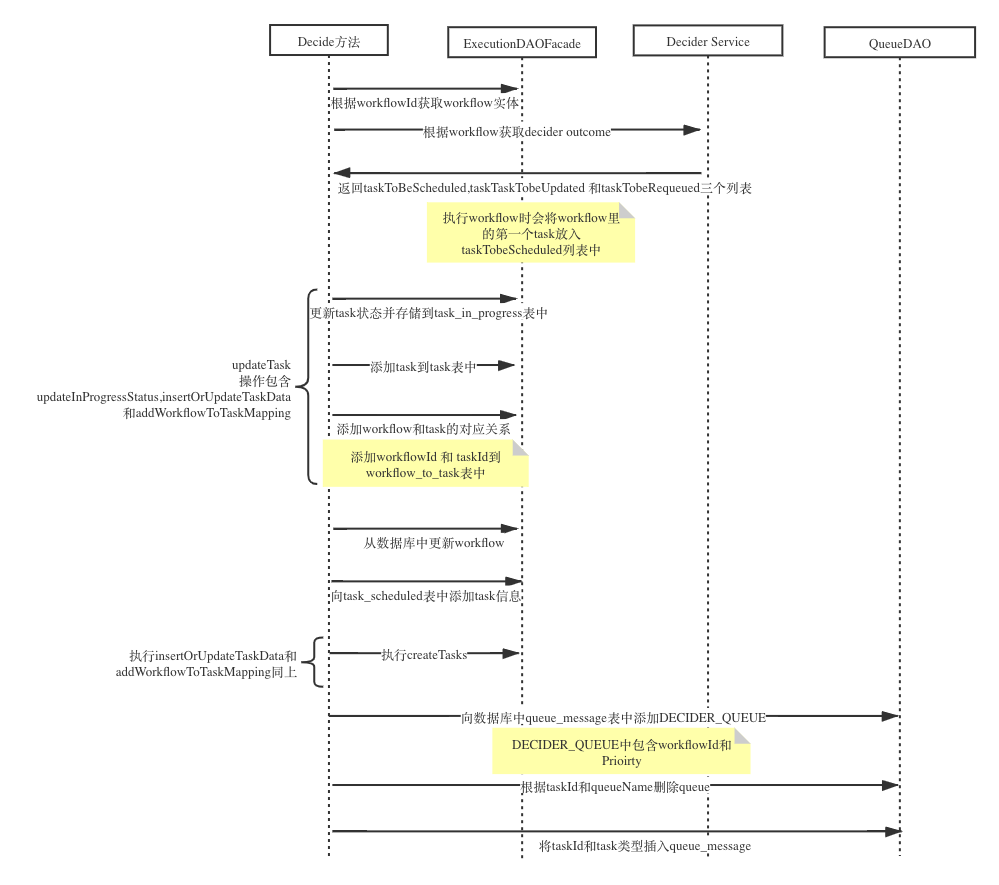 Decide方法
ExecutionDAOFacade
Decider Service
QueueDAO
根据workflowId获取workflow实体
根据workflow获取decider outcome
返回taskToBeScheduled,taskTaskTobeUpdated 和taskTobeRequeued三个列表
执行workflow时会将workflow里
的第一个task放入
taskTobeScheduled列表中
更新task状态并存储到task_in_progress表中
updateTask
操作包含
updateInProgressStatus,insertOrUpdateTaskData
和addWorkflowToTaskMapping
添加task到task表中
添加workflow和task的对应关系
添加workflowId 和 taskId到
workflow_to_task表中
从数据库中更新workflow
向task_scheduled表中添加task信息
执行insertOrUpdateTaskData和
addWorkflowToTaskMapping同上
执行createTasks
向数据库中queue_message表中添加DECIDER_QUEUE
DECIDER_QUEUE中包含workflowId和
Prioirty
根据taskId和queueName删除queue
将taskId和task类型插入queue_message